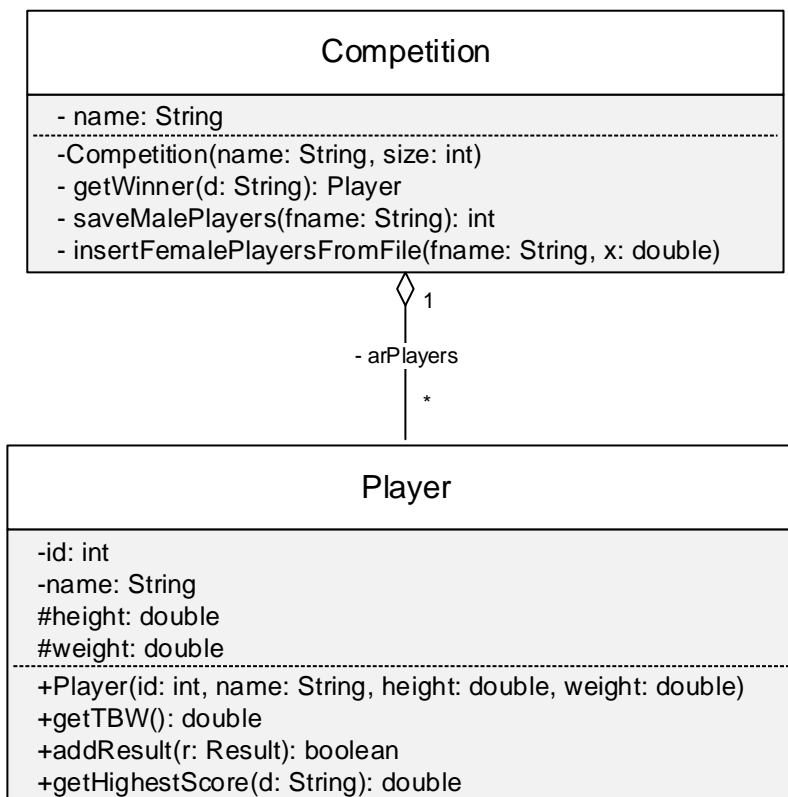 Competition
- name: String
-Competition(name: String, size: int)
- getWinner(d: String): Player
- saveMalePlayers(fname: String): int
- insertFemalePlayersFromFile(fname: String, x: double)
1
- arPlayers
*
Player
-id: int
-name: String
#height: double
#weight: double
+Player(id: int, name: String, height: double, weight: double)
+getTBW(): double
+addResult(r: Result): boolean
+getHighestScore(d: String): double